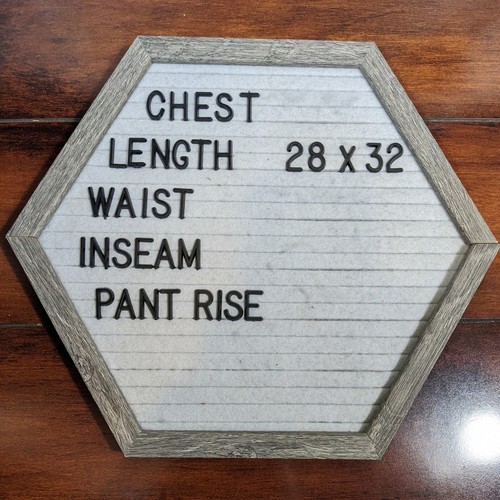 CHEST
LENGTH 28 X 32
WAIST
INSEAM
PANT RISE